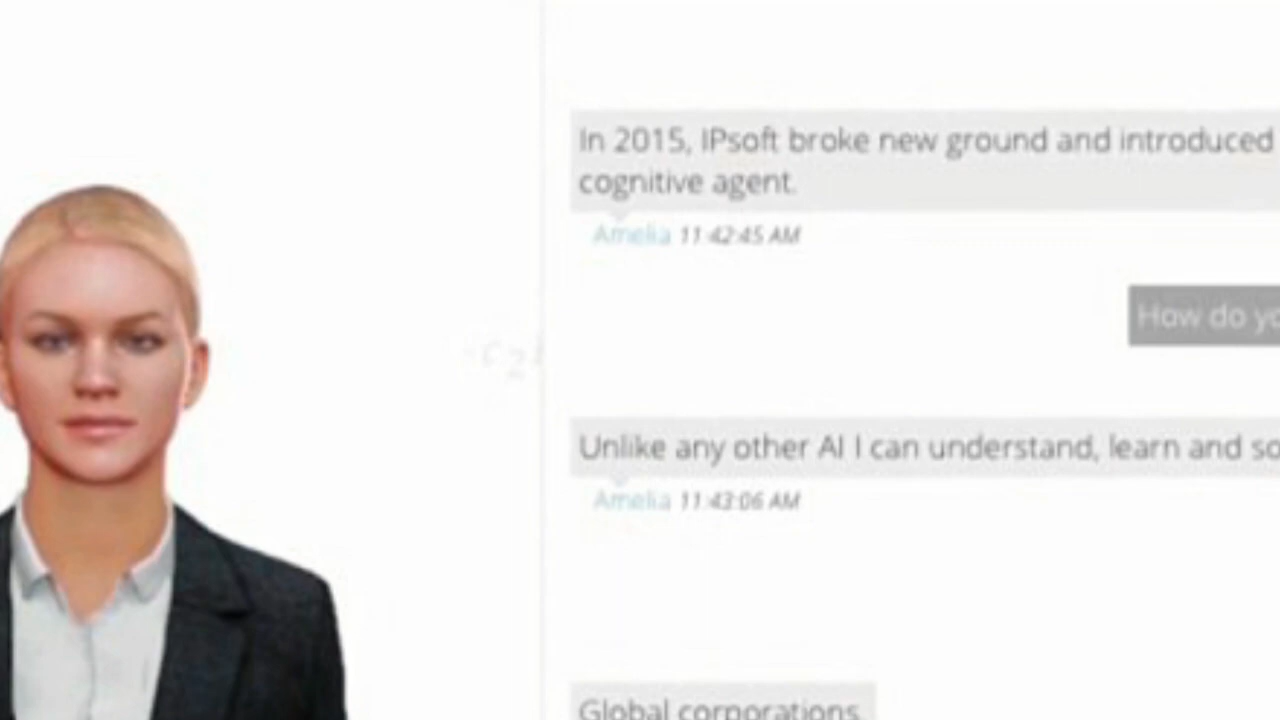 In 2015, IPsoft broke new ground and introduced
cognitive agent.
Amelia 11:42:45 AM
How do yo
Unlike any other AI I can understand, learn and so
Amelia 11:43:06 AM
Global corporations